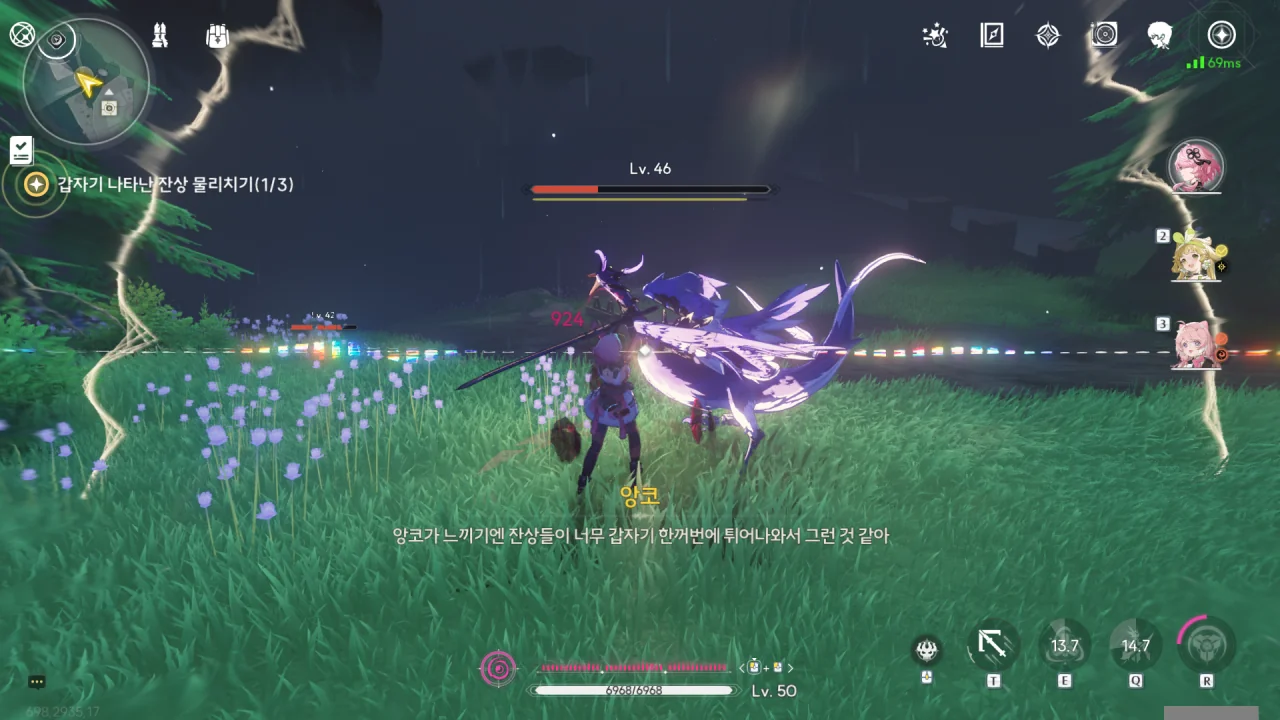 69ms
갑자기 나타난 잔상 물리치기(1/3)
Lv. 46
2
Lv. 42
924
3
앙코
앙코가 느끼기엔 잔상들이 너무 갑자기 한꺼번에 튀어나와서 그런 것 같아
13.7
14.7
T
E
Q
R
6968/6968
Lv. 50